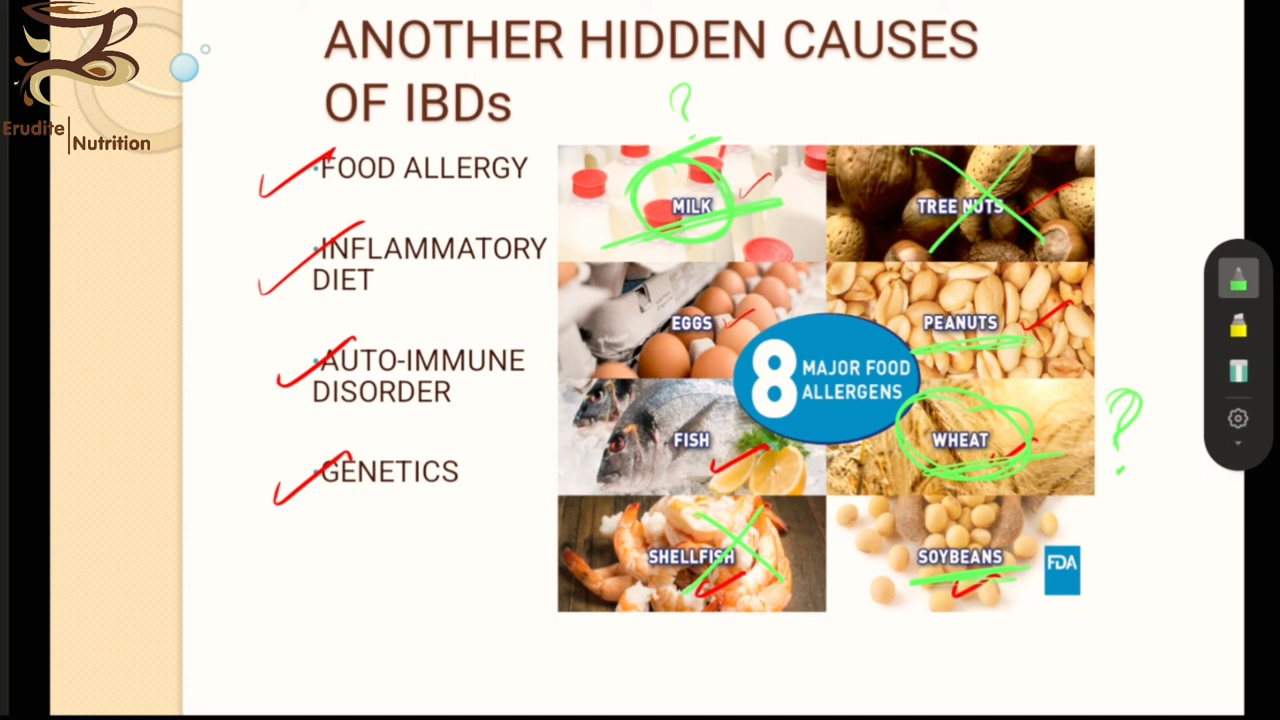 Erudite
Nutrition
ANOTHER HIDDEN CAUSES
OF IBDs
?
•FOOD ALLERGY
•INFLAMMATORY
DIET
•AUTO-IMMUNE
DISORDER
•GENETICS
MILK
TREE NUTS
EGGS
PEANUTS
8 MAJOR FOOD
ALLERGENS
FISH
WHEAT
?
SHELLFISH
SOYBEANS
FDA